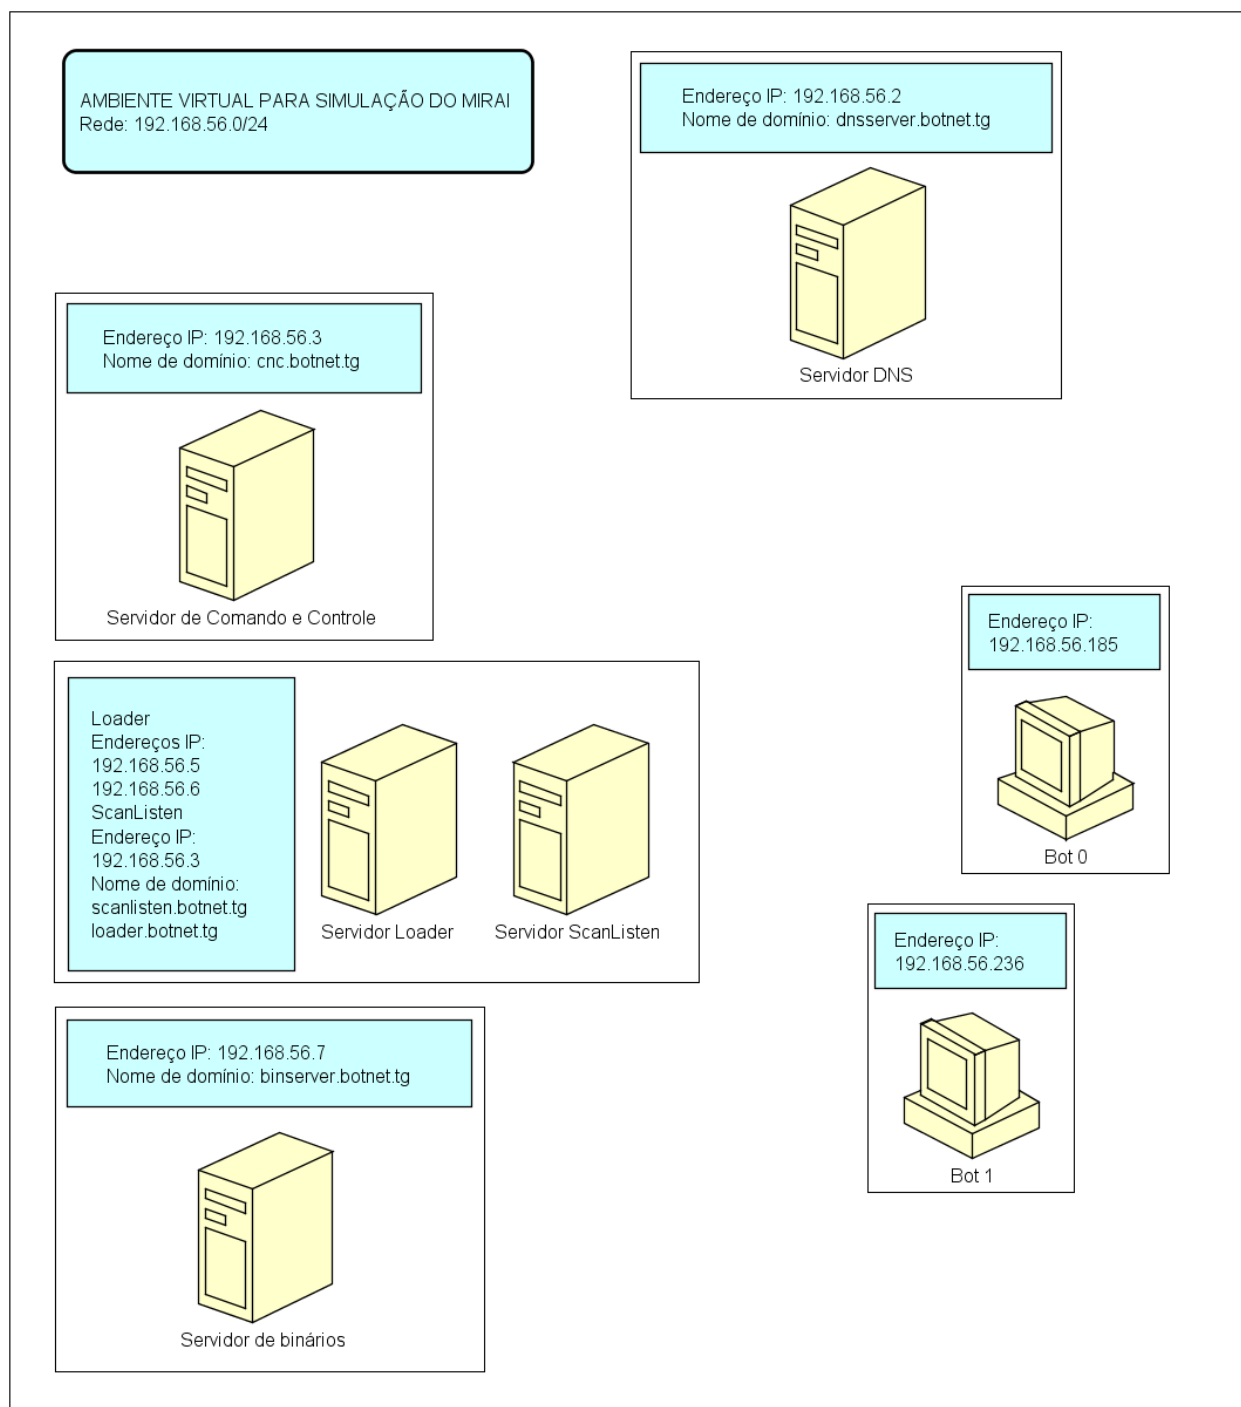 AMBIENTE VIRTUAL PARA SIMULAÇÃO DO MIRAI
Rede: 192.168.56.0/24
Endereço IP: 192.168.56.2
Nome de domínio: dnsserver.botnet.tg
Servidor DNS
Endereço IP: 192.168.56.3
Nome de domínio: cnc.botnet.tg
Servidor de Comando e Controle
Endereço IP:
192.168.56.185
Bot 0
Loader
Endereços IP:
192.168.56.5
192.168.56.6
ScanListen
Endereço IP:
192.168.56.3
Nome de domínio:
scanlisten.botnet.tg
loader.botnet.tg
Servidor Loader
Servidor ScanListen
Endereço IP:
192.168.56.236
Bot 1
Endereço IP: 192.168.56.7
Nome de domínio: binserver.botnet.tg
Servidor de binários